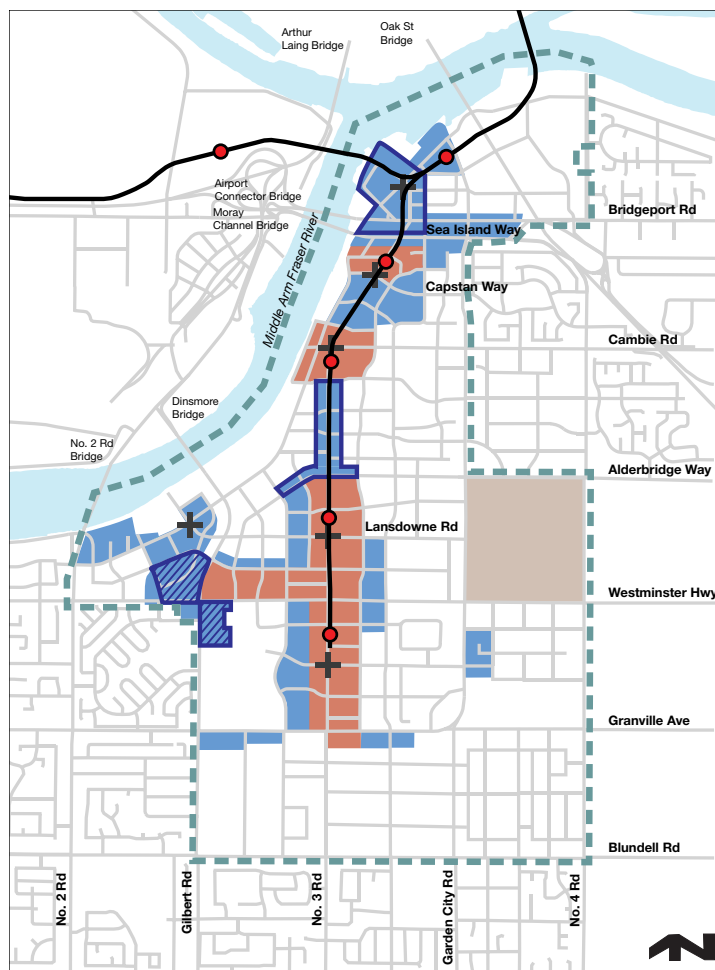 Arthur
Laing Bridge
Oak St
Bridge
Airport
Connector Bridge
Moray
Channel Bridge
Bridgeport Rd
Sea Island Way
Middle Arm Fraser River
Capstan Way
Cambie Rd
Dinsmore
Bridge
No. 2 Rd
Bridge
Alderbridge Way
Lansdowne Rd
Westminster Hwy
Granville Ave
Blundell Rd
No. 2 Rd
Gilbert Rd
No. 3 Rd
Garden City Rd
No. 4 Rd